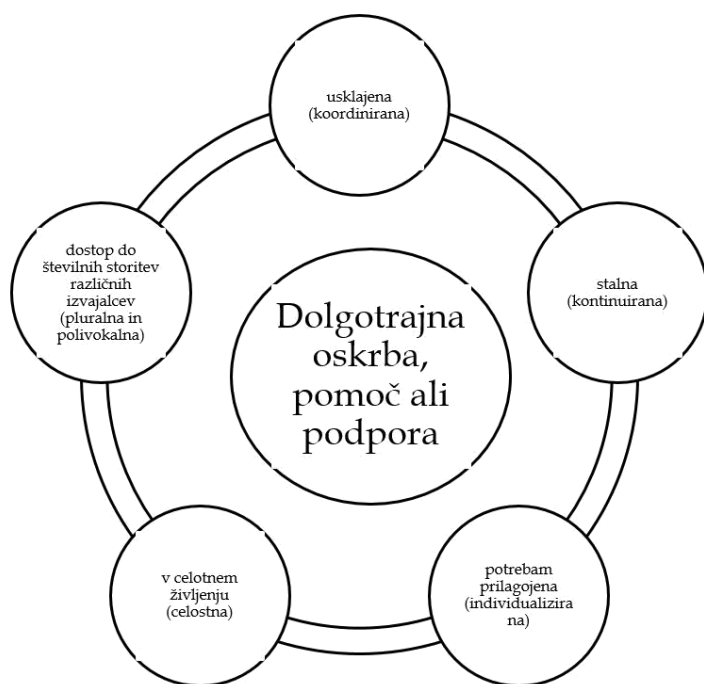 usklajena
(koordinirana)
dostop do
številnih storitev
različnih
izvajalcev
(pluralna in
polivokalna)
stalna
(kontinuirana)
Dolgotrajna
oskrba,
pomoč ali
podpora
v celotnem
življenju
(celostna)
potrebam
prilagojena
(individualizira
na)